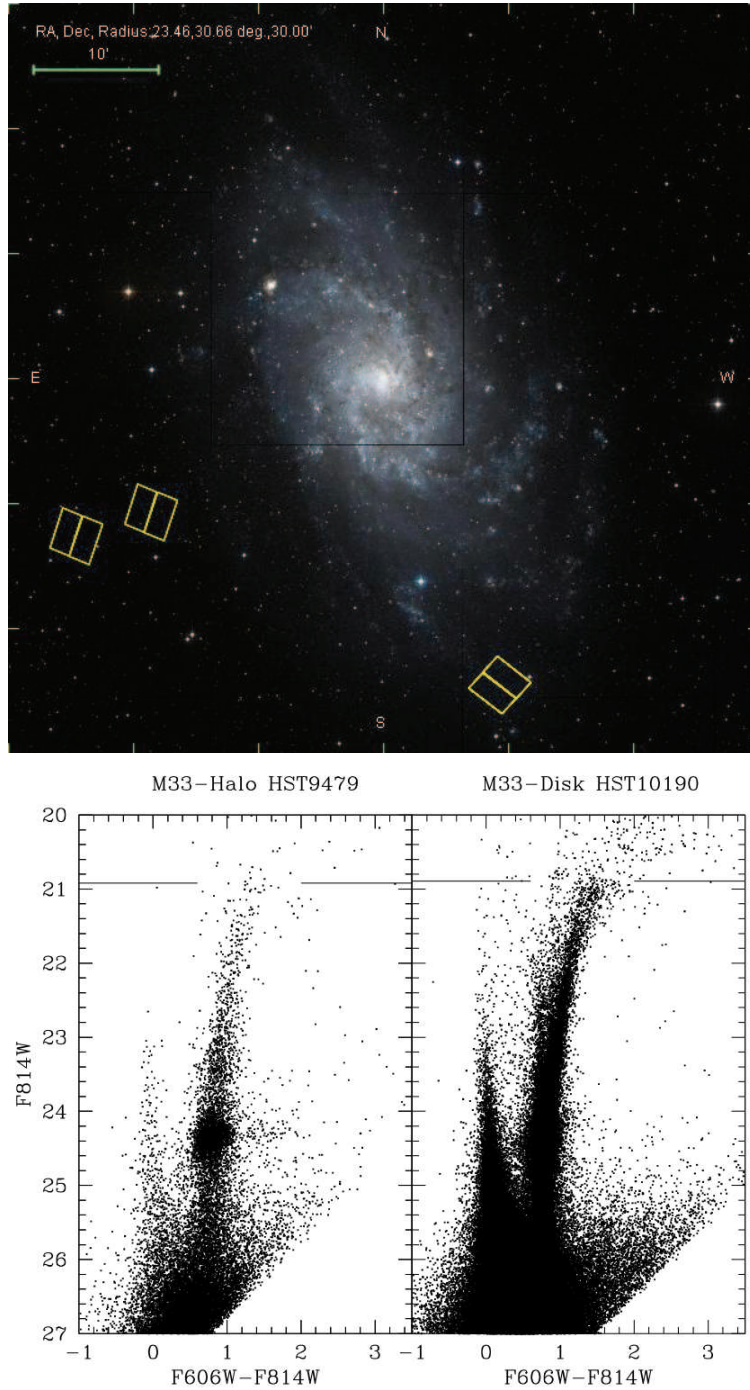 RA, Dec, Radius:23.46,30.66 deg.,30.00'
N
10'
E
W
S
M33-Halo HST9479
M33-Disk HST10190
20
21
22
23
24
25
26
27
F814W
-1 0 1 2 3
-1 0 1 2 3
F606W-F814W
F606W-F814W